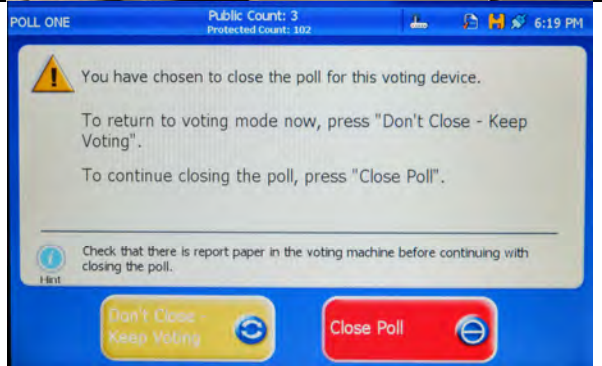 POLL ONE
Public Count: 3
Protected Count: 102
6:19 PM
You have chosen to close the poll for this voting device.
To return to voting mode now, press "Don't Close - Keep
Voting".
To continue closing the poll, press "Close Poll".
Check that there is report paper in the voting machine before continuing with
closing the poll.
Hint
Don't Close -
Keep Voting
Close Poll